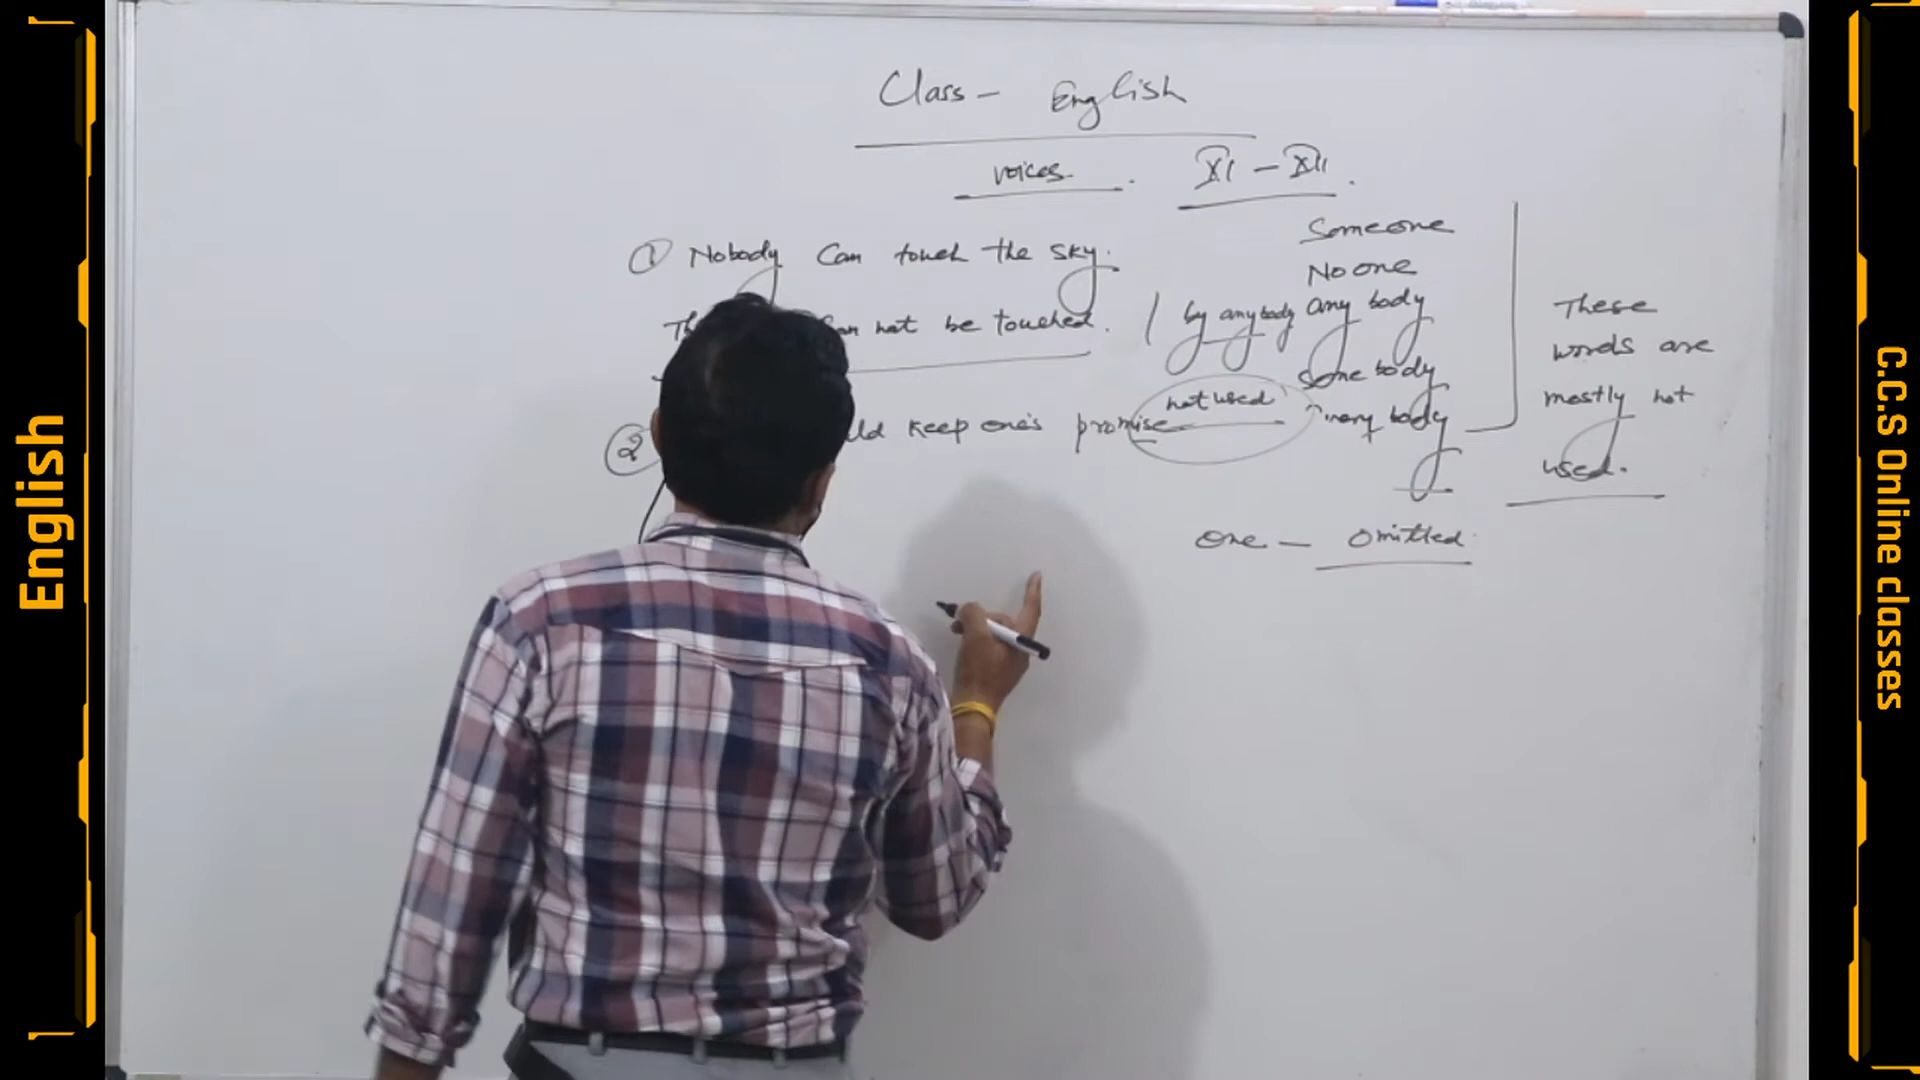 English
Class - English
voices. XI - XII.
① Nobody Can touch the sky.
Can not be touched. / by anybody
not used
② keep one's promise
Someone
No one
any body
Some body
body
These
words are
mostly not
used.
One - omitted.
C.C.S Online classes